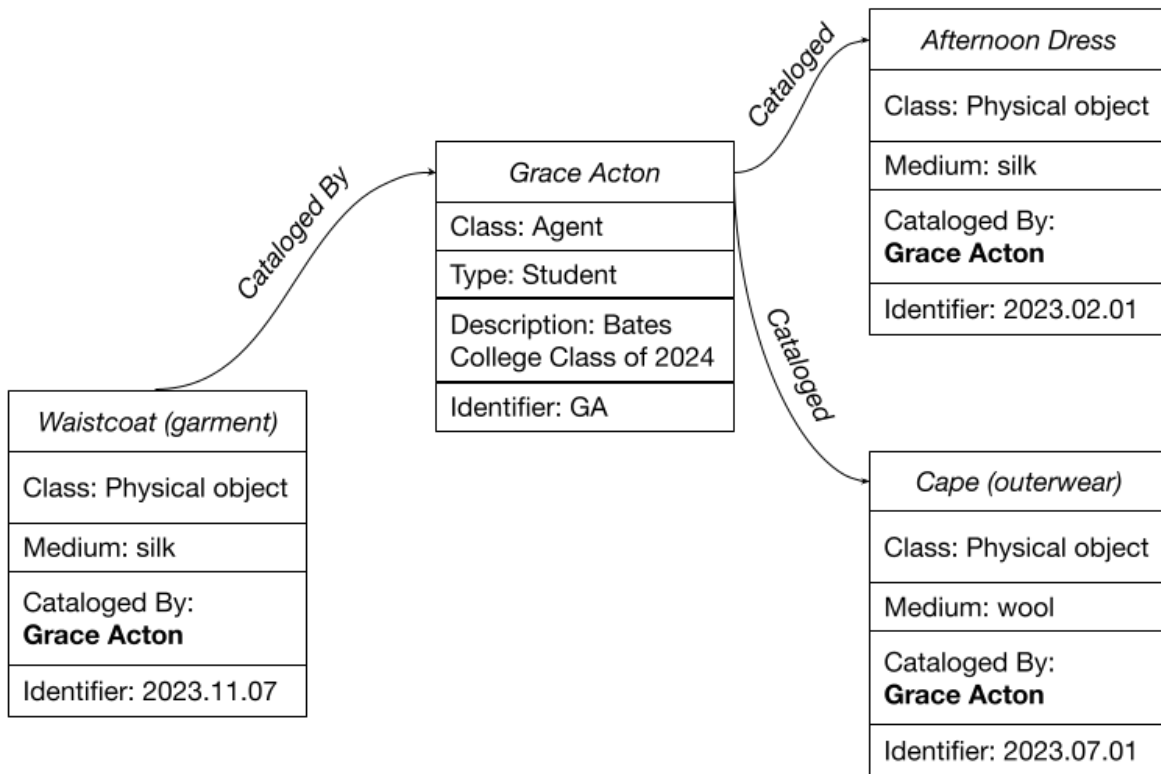 Waistcoat (garment)
Class: Physical object
Medium: silk
Cataloged By:
Grace Acton
Identifier: 2023.11.07
Cataloged By
Grace Acton
Class: Agent
Type: Student
Description: Bates
College Class of 2024
Identifier: GA
Cataloged
Afternoon Dress
Class: Physical object
Medium: silk
Cataloged By:
Grace Acton
Identifier: 2023.02.01
Cataloged
Cape (outerwear)
Class: Physical object
Medium: wool
Cataloged By:
Grace Acton
Identifier: 2023.07.01